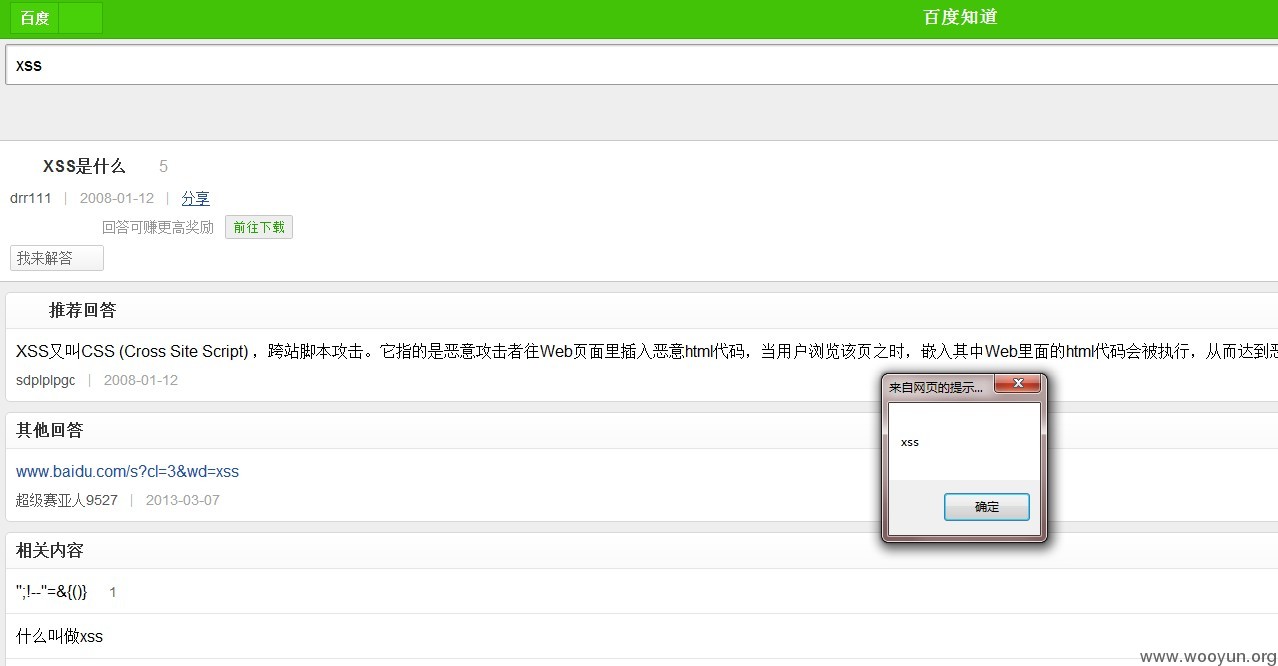 百度
百度知道
xss
XSS是什么 5
drr111 | 2008-01-12 | 分享
回答可赚更高奖励 前往下载
我来解答
推荐回答
XSS又叫CSS (Cross Site Script) ，跨站脚本攻击。它指的是恶意攻击者往Web页面里插入恶意html代码，当用户浏览该页之时，嵌入其中Web里面的html代码会被执行，从而达到恶
sdplplpgc | 2008-01-12
来自网页的提示...
xss
确定
其他回答
www.baidu.com/s?cl=3&wd=xss
超级赛亚人9527 | 2013-03-07
相关内容
'';!--"=&{()} 1
什么叫做xss
www.wooyun.org